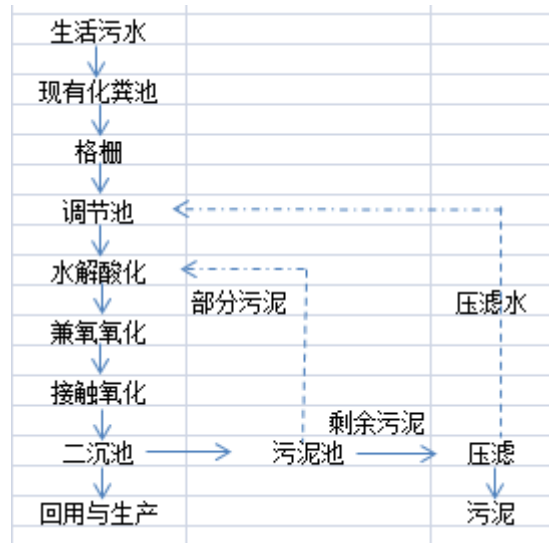 生活污水
现有化粪池
格栅
调节池
水解酸化
部分污泥
压滤水
兼氧氧化
接触氧化
剩余污泥
二沉池
污泥池
压滤
回用与生产
污泥